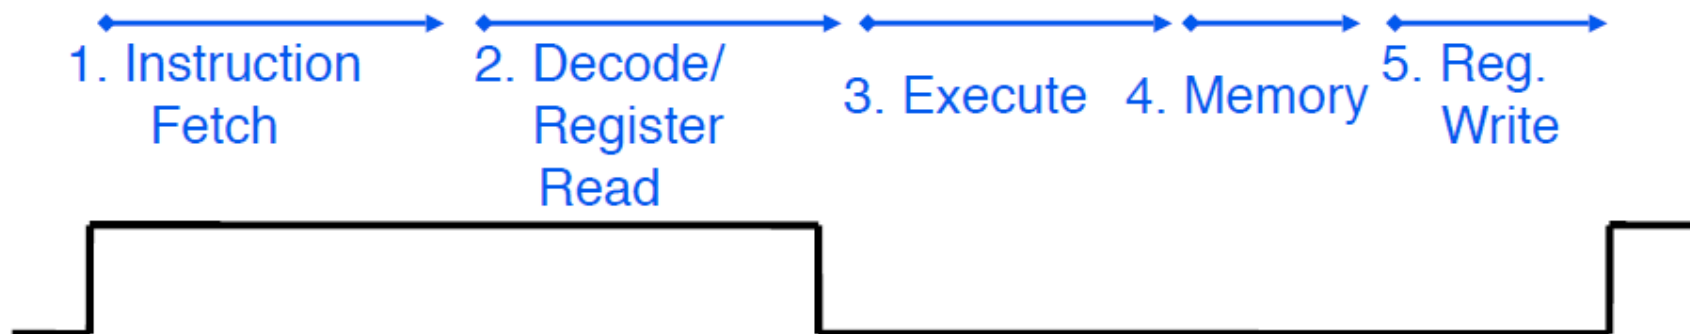 1. Instruction
Fetch
2. Decode/
Register
Read
3. Execute
4. Memory
5. Reg.
Write